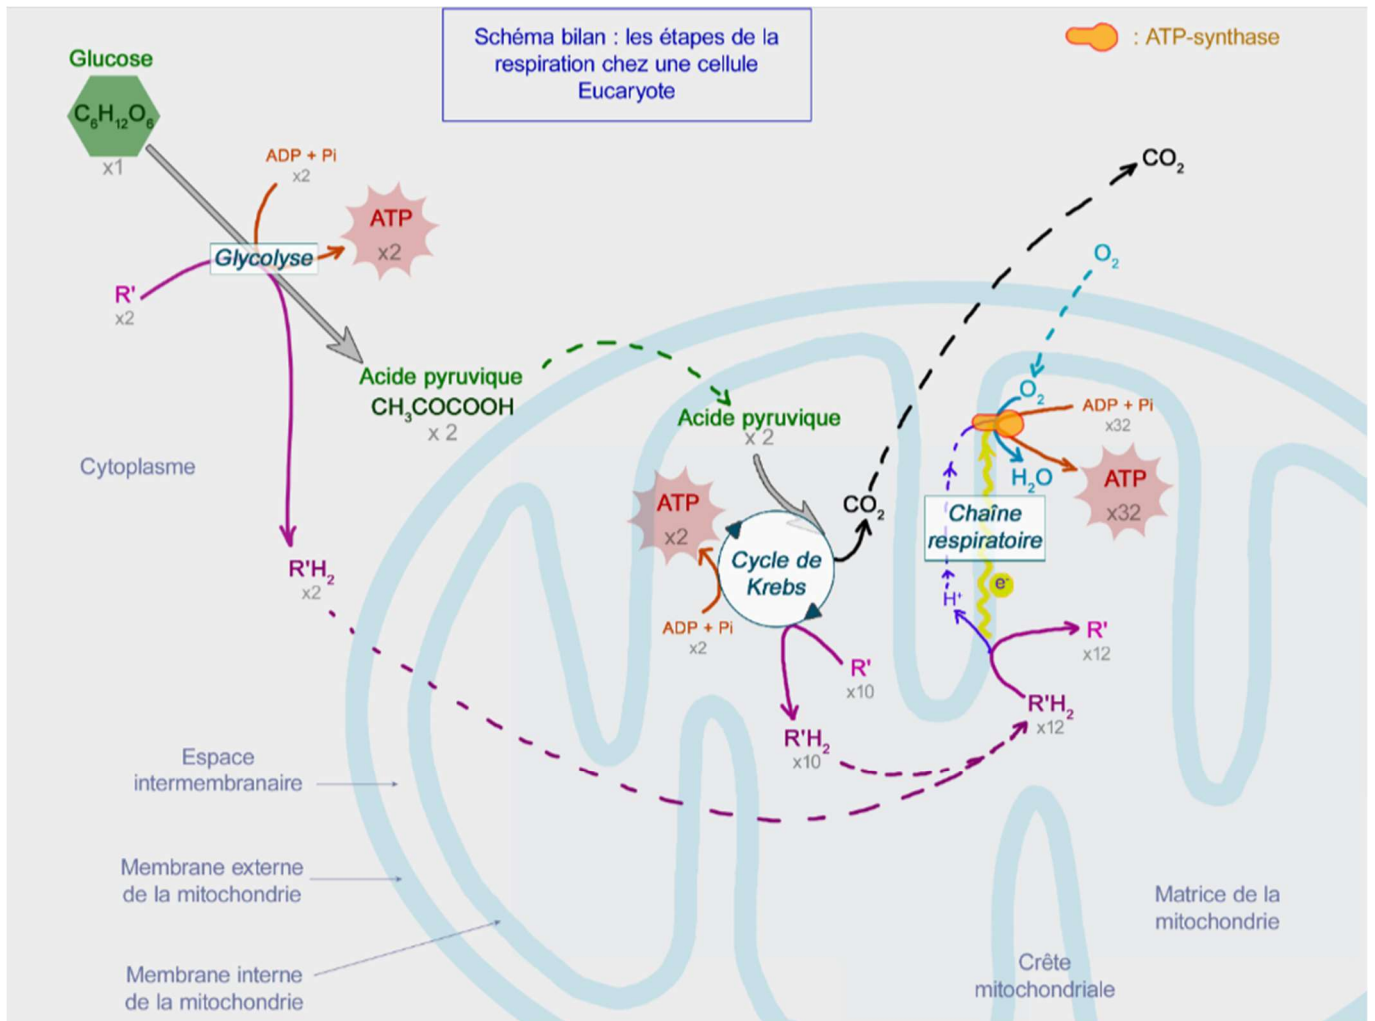 Schéma bilan : les étapes de la
respiration chez une cellule
Eucaryote
: ATP-synthase
Glucose
C₆H₁₂O₆
x1
ADP + Pi
x2
ATP
x2
Glycolyse
R'
x2
CO₂
O₂
Acide pyruvique
CH₃COCOOH
x 2
Acide pyruvique
x 2
O₂
ADP + Pi
x32
H₂O
ATP
x32
Cytoplasme
ATP
x2
CO₂
Chaîne
respiratoire
Cycle de
Krebs
R'H₂
x2
e⁻
H⁺
ADP + Pi
x2
R'
x12
R'
x10
R'H₂
x12
R'H₂
x10
Espace
intermembranaire
Membrane externe
de la mitochondrie
Matrice de la
mitochondrie
Membrane interne
de la mitochondrie
Crête
mitochondriale